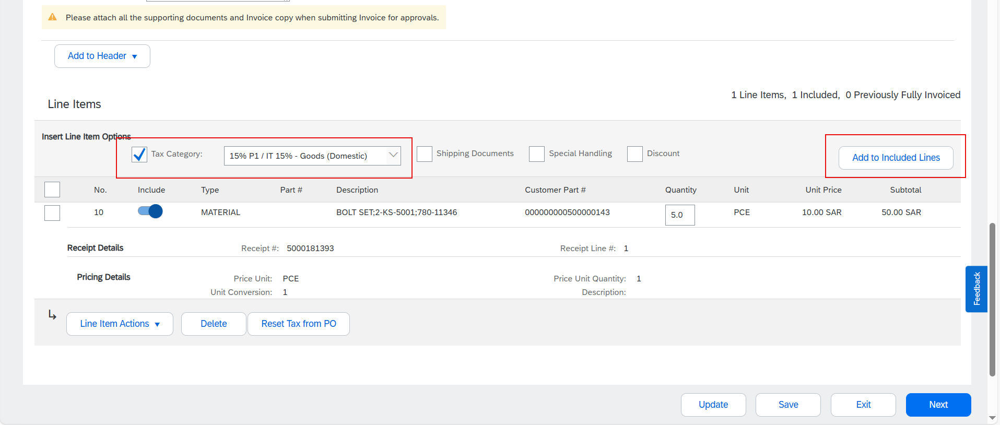 Please attach all the supporting documents and Invoice copy when submitting Invoice for approvals.
Add to Header
1 Line Items, 1 Included, 0 Previously Fully Invoiced
Line Items
Insert Line Item Options
Tax Category: 15% P1 / IT 15% - Goods (Domestic) Shipping Documents Special Handling Discount Add to Included Lines
No. Include Type Part # Description Customer Part # Quantity Unit Unit Price Subtotal
10 MATERIAL BOLT SET;2-KS-5001;780-11346 000000000500000143 5.0 PCE 10.00 SAR 50.00 SAR
Receipt Details Receipt #: 5000181393 Receipt Line #: 1
Pricing Details Price Unit: PCE Price Unit Quantity: 1
Unit Conversion: 1 Description:
Feedback
Line Item Actions Delete Reset Tax from PO
Update Save Exit Next